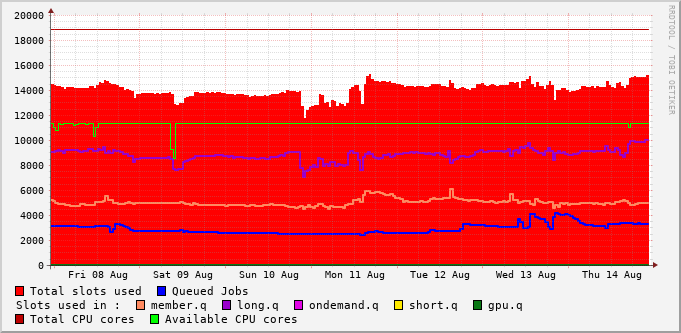 RRDTOOL / TOBI OETIKER
20000
18000
16000
14000
12000
10000
8000
6000
4000
2000
0
Fri 08 Aug Sat 09 Aug Sun 10 Aug Mon 11 Aug Tue 12 Aug Wed 13 Aug Thu 14 Aug
Total slots used Queued Jobs
Slots used in : member.q long.q ondemand.q short.q gpu.q
Total CPU cores Available CPU cores